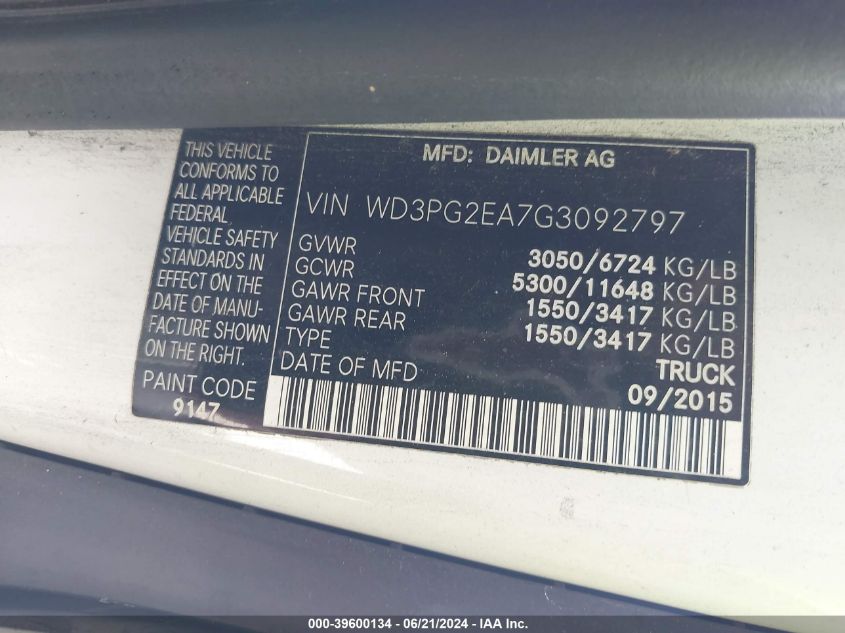 THIS VEHICLE
CONFORMS TO
ALL APPLICABLE
FEDERAL
VEHICLE SAFETY
STANDARDS IN
EFFECT ON THE
DATE OF MANU-
FACTURE SHOWN
ON THE RIGHT.
PAINT CODE
9147
MFD: DAIMLER AG
VIN WD3PG2EA7G3092797
GVWR 3050/6724 KG/LB
GCWR 5300/11648 KG/LB
GAWR FRONT 1550/3417 KG/LB
GAWR REAR 1550/3417 KG/LB
TYPE TRUCK
DATE OF MFD 09/2015
000-39600134 - 06/21/2024 - IAA Inc.